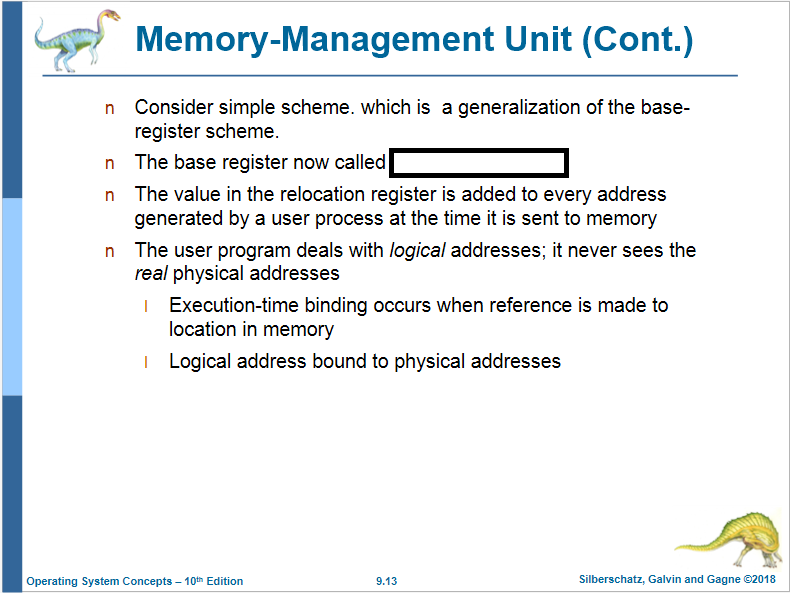 Memory-Management Unit (Cont.)
n Consider simple scheme. which is a generalization of the base-
register scheme.
n The base register now called
n The value in the relocation register is added to every address
generated by a user process at the time it is sent to memory
n The user program deals with logical addresses; it never sees the
real physical addresses
l Execution-time binding occurs when reference is made to
location in memory
l Logical address bound to physical addresses
Operating System Concepts – 10th Edition
9.13
Silberschatz, Galvin and Gagne ©2018